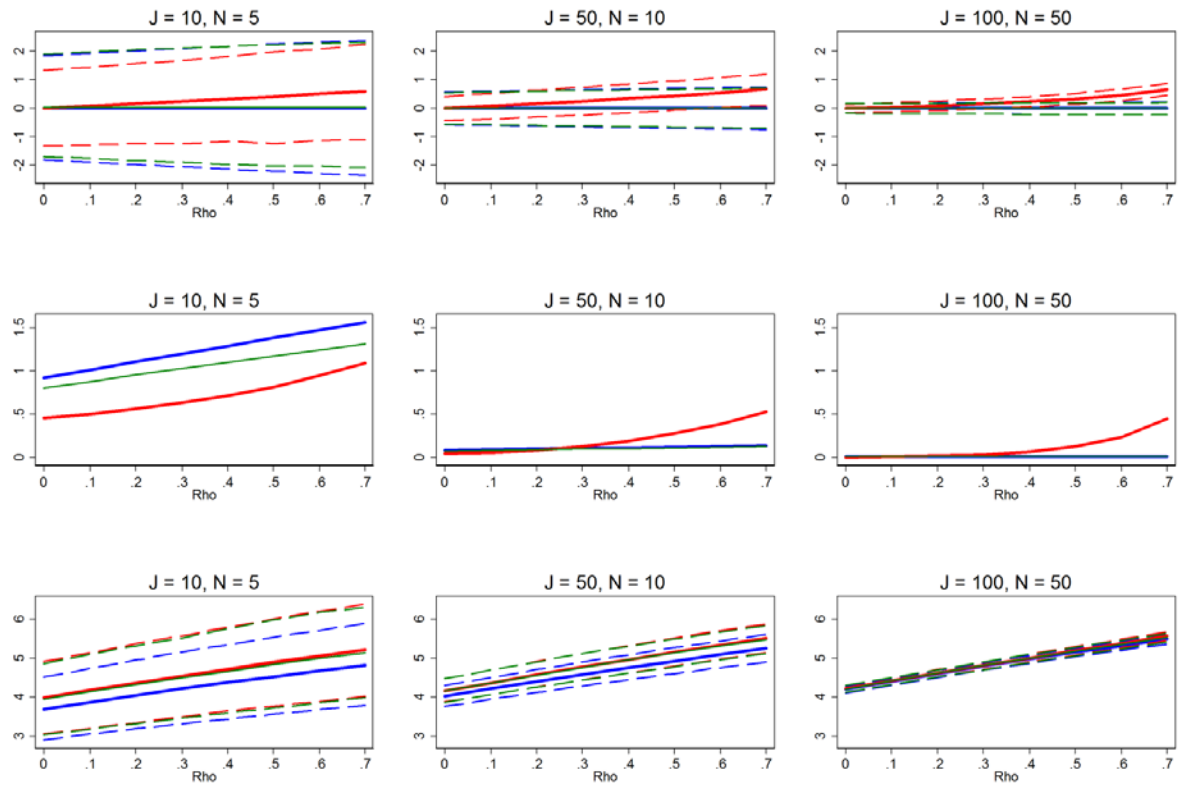 J = 10, N = 5
J = 50, N = 10
J = 100, N = 50
2
1
0
-1
-2
0 .1 .2 .3 .4 .5 .6 .7
Rho
2
1
0
-1
-2
0 .1 .2 .3 .4 .5 .6 .7
Rho
2
1
0
-1
-2
0 .1 .2 .3 .4 .5 .6 .7
Rho
J = 10, N = 5
J = 50, N = 10
J = 100, N = 50
1.5
1
.5
0
0 .1 .2 .3 .4 .5 .6 .7
Rho
1.5
1
.5
0
0 .1 .2 .3 .4 .5 .6 .7
Rho
1.5
1
.5
0
0 .1 .2 .3 .4 .5 .6 .7
Rho
J = 10, N = 5
J = 50, N = 10
J = 100, N = 50
6
5
4
3
0 .1 .2 .3 .4 .5 .6 .7
Rho
6
5
4
3
0 .1 .2 .3 .4 .5 .6 .7
Rho
6
5
4
3
0 .1 .2 .3 .4 .5 .6 .7
Rho